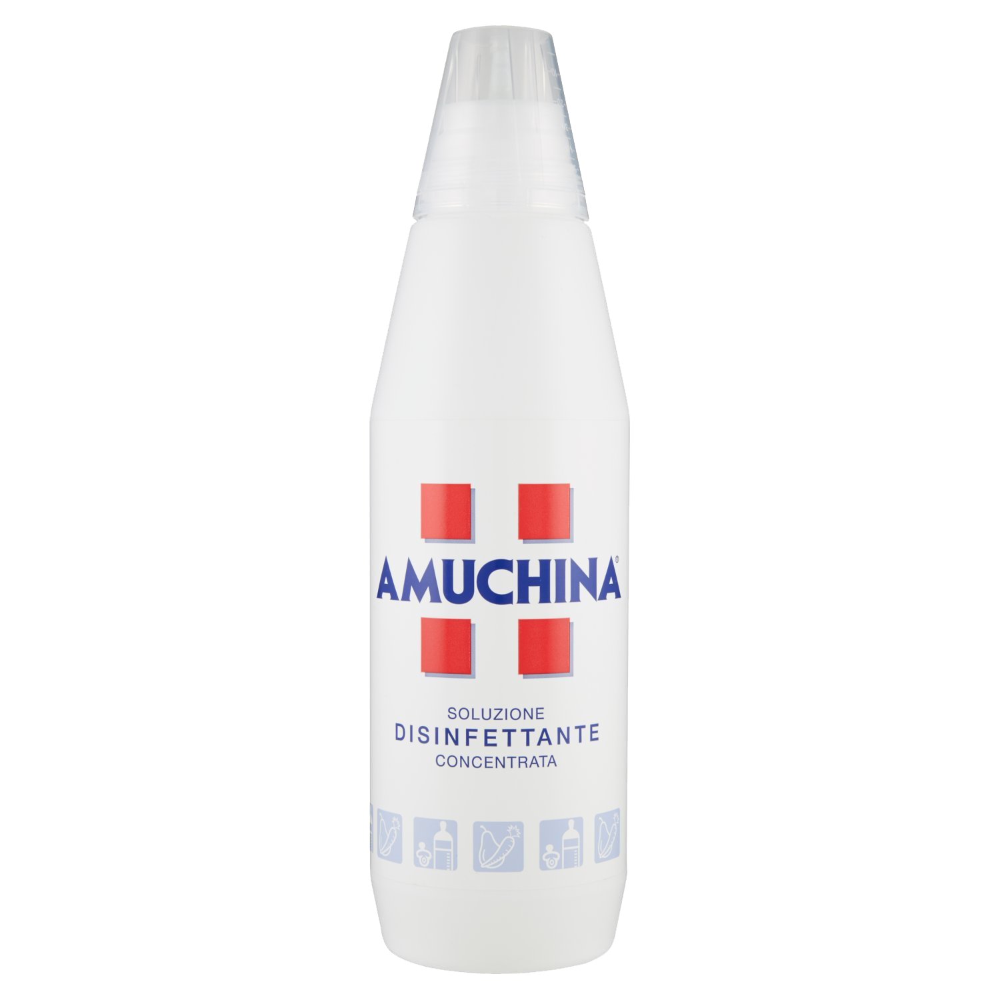 AMUCHINA®
SOLUZIONE
DISINFETTANTE
CONCENTRATA